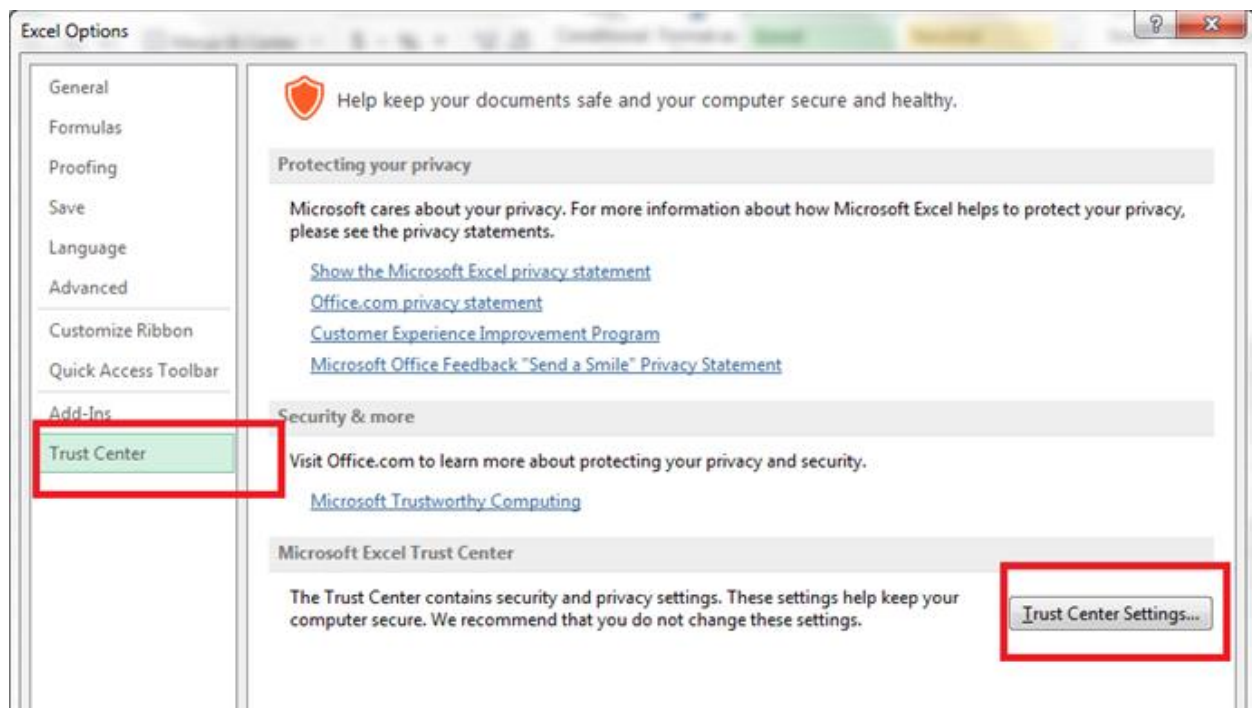 Excel Options
General
Formulas
Proofing
Save
Language
Advanced
Customize Ribbon
Quick Access Toolbar
Add-Ins
Trust Center
Help keep your documents safe and your computer secure and healthy.
Protecting your privacy
Microsoft cares about your privacy. For more information about how Microsoft Excel helps to protect your privacy,
please see the privacy statements.
Show the Microsoft Excel privacy statement
Office.com privacy statement
Customer Experience Improvement Program
Microsoft Office Feedback "Send a Smile" Privacy Statement
Security & more
Visit Office.com to learn more about protecting your privacy and security.
Microsoft Trustworthy Computing
Microsoft Excel Trust Center
The Trust Center contains security and privacy settings. These settings help keep your
computer secure. We recommend that you do not change these settings.
Trust Center Settings...